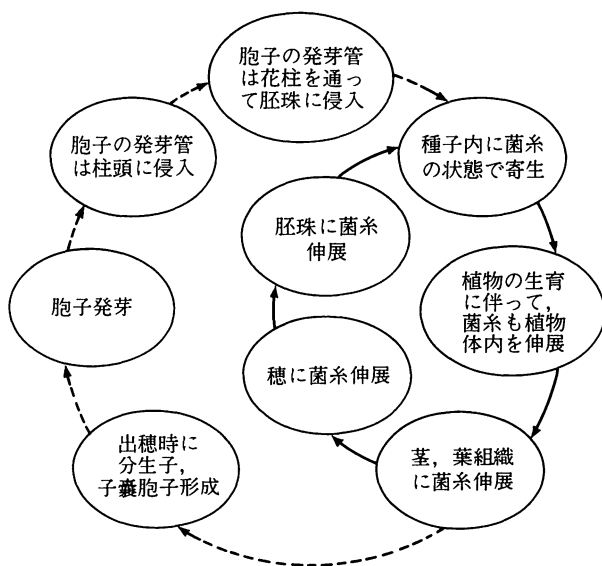 胞子の発芽管
は花柱を通っ
て胚珠に侵入
胞子の発芽管
は柱頭に侵入
種子内に菌糸
の状態で寄生
胚珠に菌糸
伸展
胞子発芽
植物の生育
に伴って，
菌糸も植物
体内を伸展
穂に菌糸伸展
出穂時に
分生子，
子嚢胞子形成
茎，葉組織
に菌糸伸展